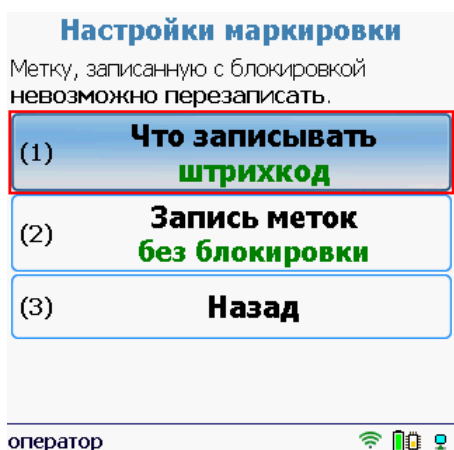 Настройки маркировки
Метку, записанную с блокировкой
невозможно перезаписать.
(1) Что записывать
штрихкод
(2) Запись меток
без блокировки
(3) Назад
оператор